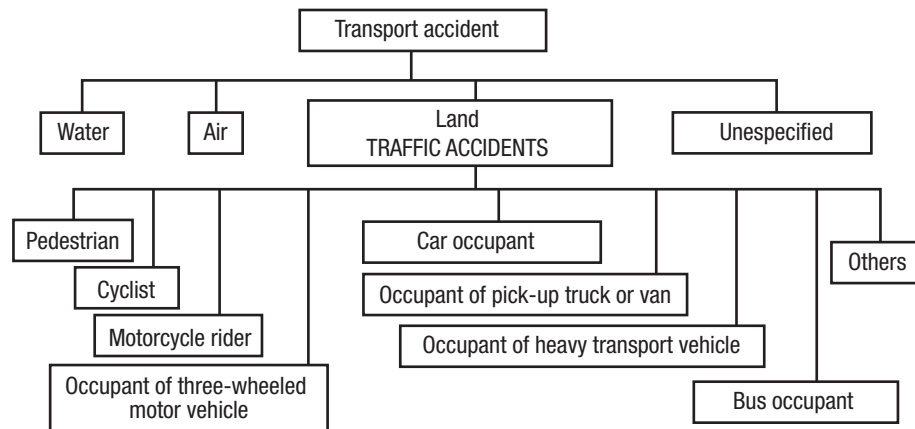 Transport accident
Water
Air
Land
TRAFFIC ACCIDENTS
Unespecified
Pedestrian
Cyclist
Motorcycle rider
Occupant of three-wheeled
motor vehicle
Car occupant
Occupant of pick-up truck or van
Occupant of heavy transport vehicle
Bus occupant
Others